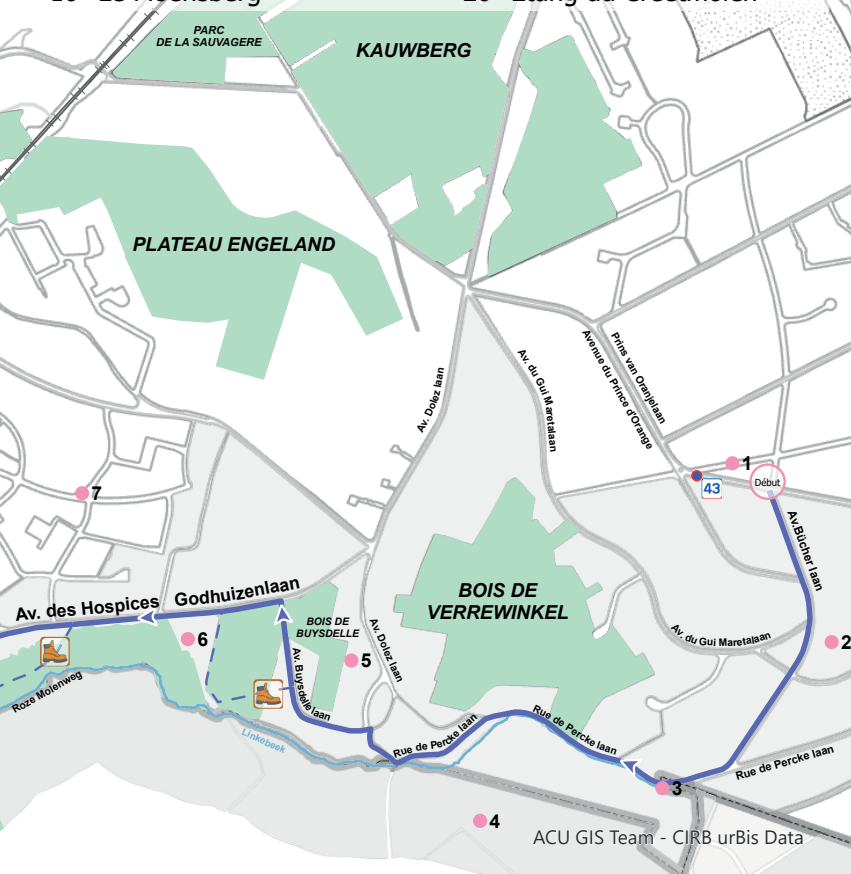 PARC
DE LA SAUVAGERE
KAUWBERG
PLATEAU ENGELAND
Prins van Oranjelaan
Avenue du Prince d'Orange
Av. du Gui Maretalaan
Av. Dolez laan
1
43
Début
7
Av.Bücher laan
BOIS DE
VERREWINKEL
Av. des Hospices Godhuizenlaan
BOIS DE
BUYSDELLE
Av. Dolez laan
6
5
Av. du Gui Maretalaan
2
Av. Buysdelle laan
Roze Molenweg
Linkebeek
Rue de Percke laan
Rue de Percke laan
Rue de Percke laan
3
4
ACU GIS Team - CIRB urBis Data